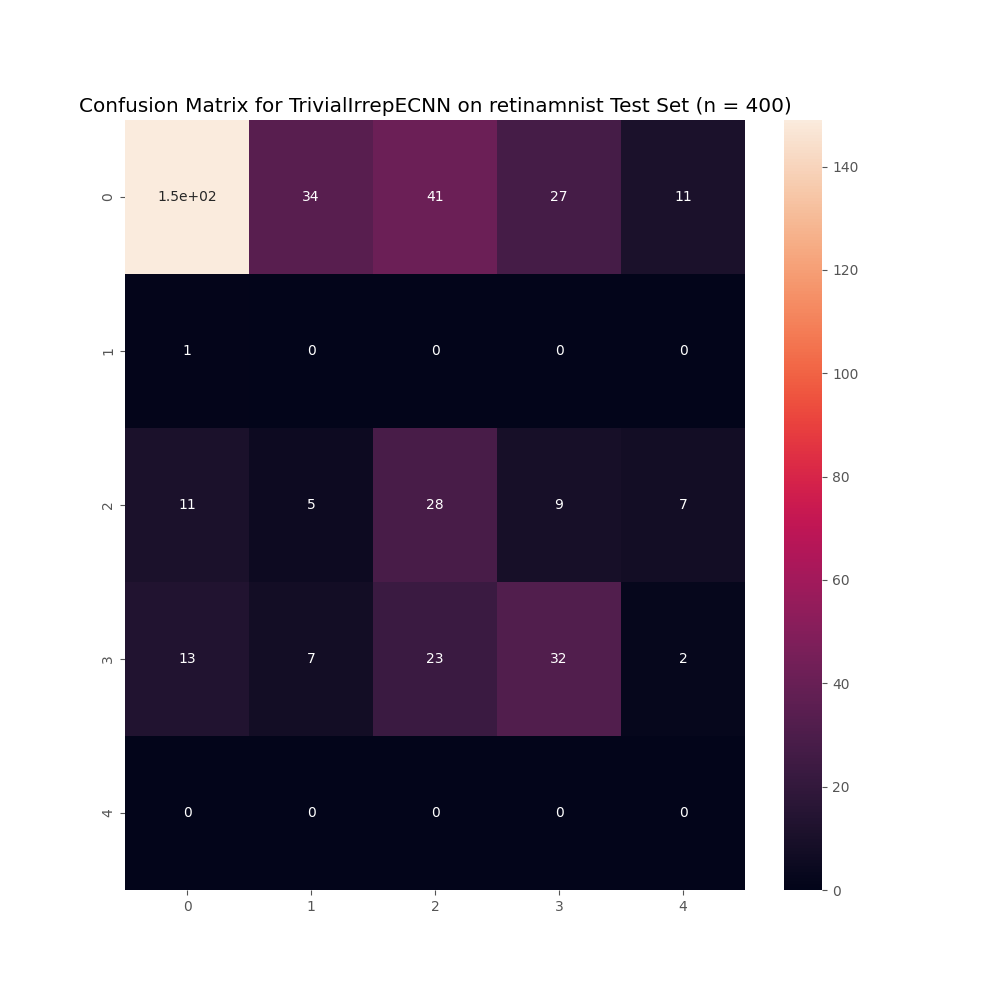 Confusion Matrix for TrivialIrrepECNN on retinamnist Test Set (n = 400)
0 1.5e+02 34 41 27 11
1 1 0 0 0 0
2 11 5 28 9 7
3 13 7 23 32 2
4 0 0 0 0 0
0 1 2 3 4
140
120
100
80
60
40
20
0